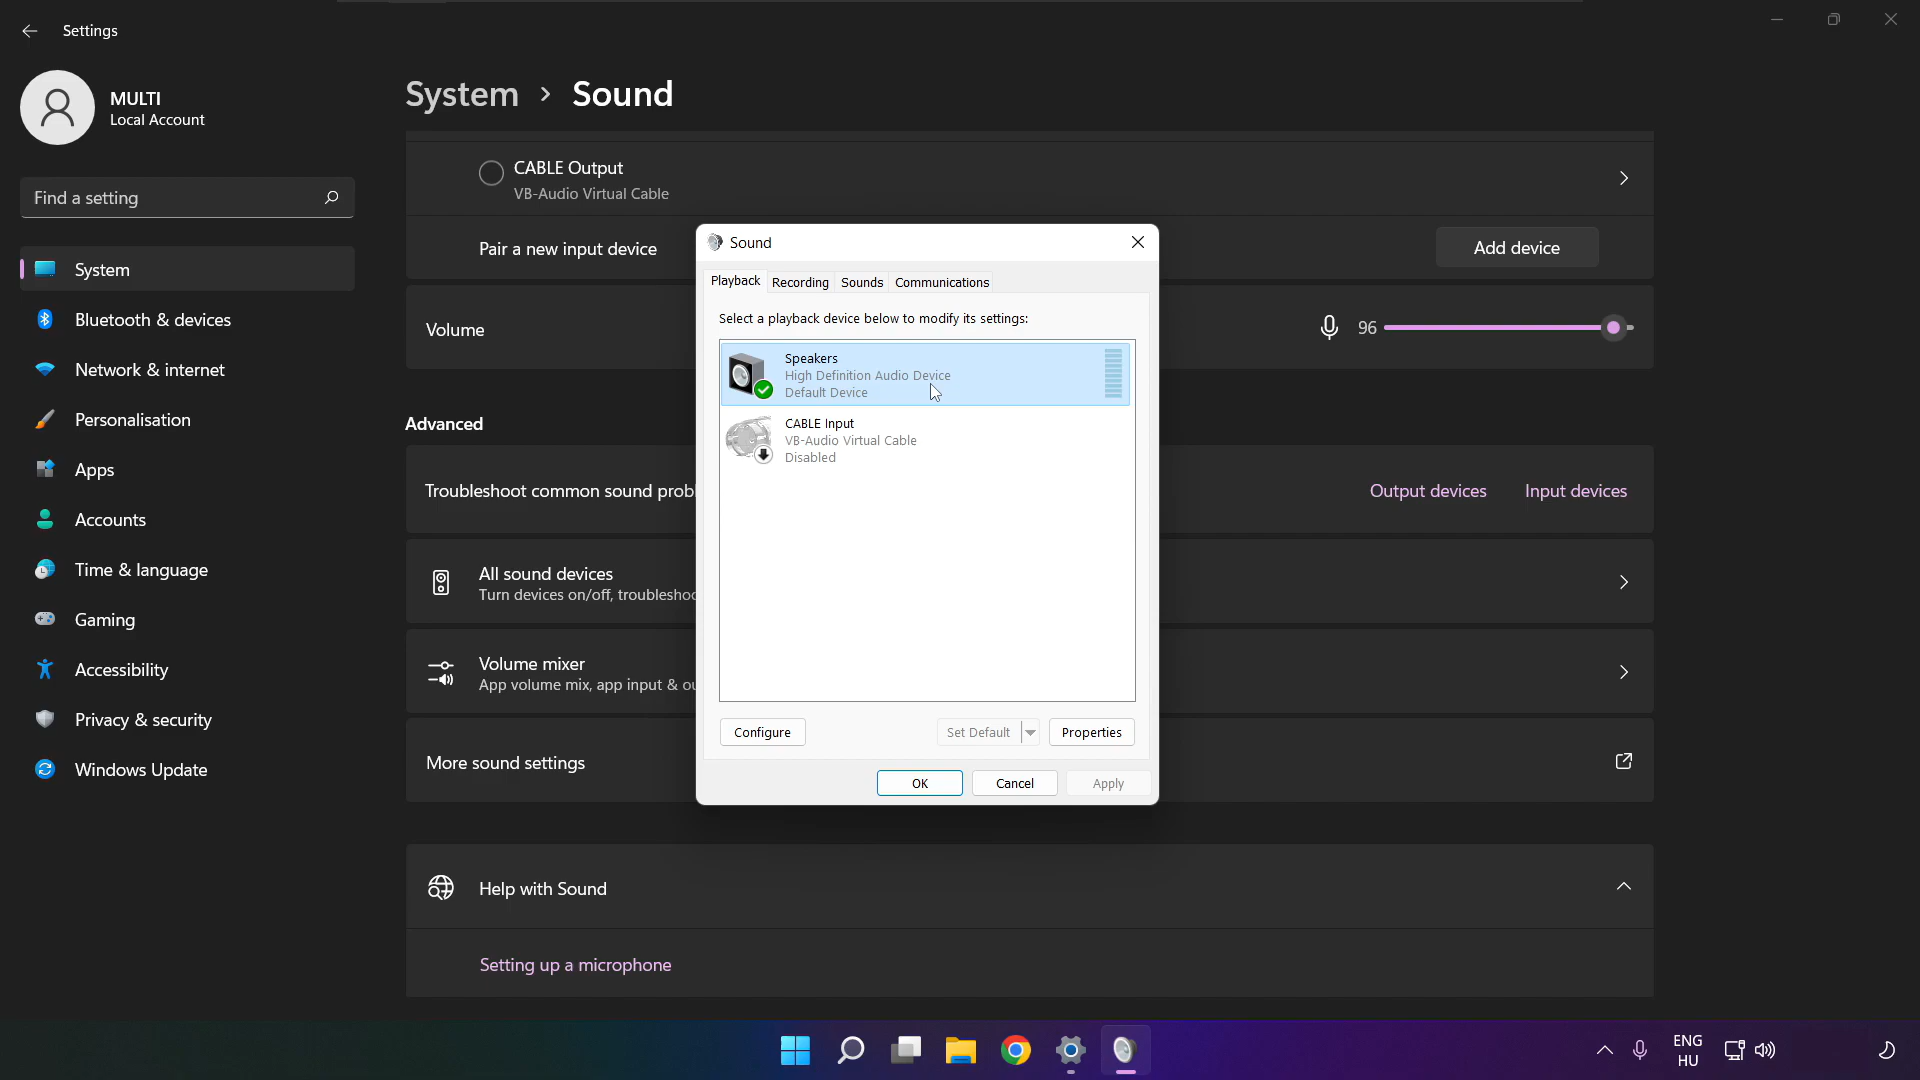 Settings
MULTI
Local Account
Find a setting
System
Bluetooth & devices
Network & internet
Personalisation
Apps
Accounts
Time & language
Gaming
Accessibility
Privacy & security
Windows Update
System > Sound
CABLE Output
VB-Audio Virtual Cable
Pair a new input device
Add device
Volume
96
Advanced
Troubleshoot common sound
Output devices
Input devices
All sound devices
Turn devices on/off,
Volume mixer
App volume mix, app input &
More sound settings
Help with Sound
Setting up a microphone
Sound
Playback
Recording
Sounds
Communications
Select a playback device below to modify its settings:
Speakers
High Definition Audio Device
Default Device
CABLE Input
VB-Audio Virtual Cable
Disabled
Configure
Set Default
Properties
OK
Cancel
Apply
ENG
HU